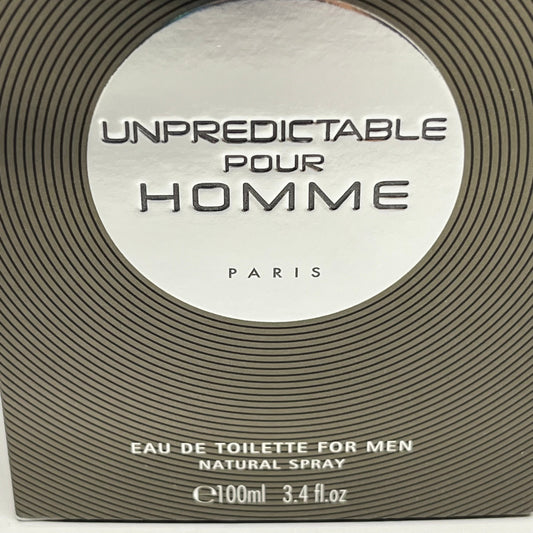 UNPREDICTABLE
POUR
HOMME
PARIS
EAU DE TOILETTE FOR MEN
NATURAL SPRAY
℮100ml 3.4 fl.oz